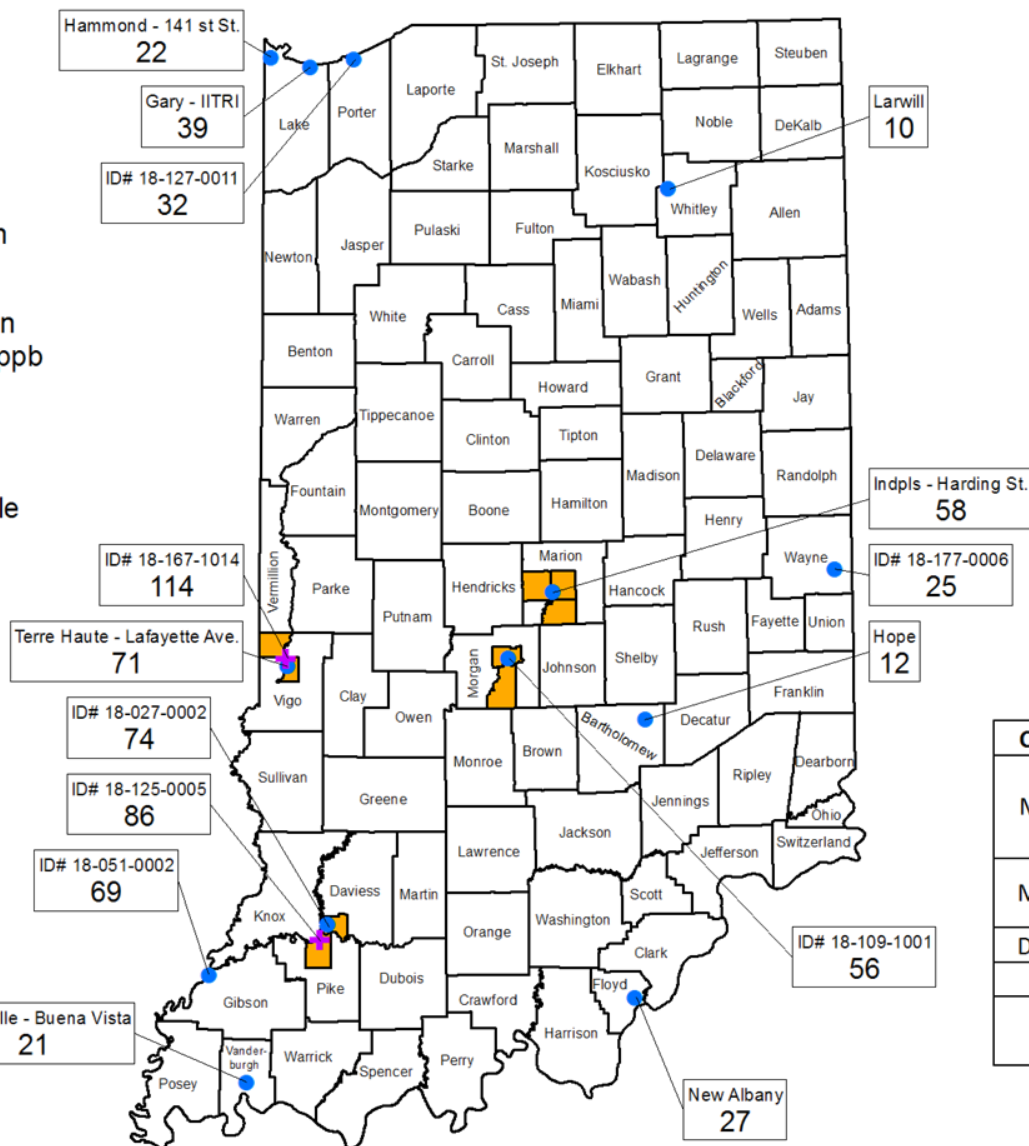 Hammond - 141 st St.
22
Gary - IITRI
39
ID# 18-127-0011
32
Larwill
10
St. Joseph
Elkhart
Lagrange
Steuben
Laporte
Lake
Porter
Noble
DeKalb
Starke
Marshall
Kosciusko
Whitley
Allen
Newton
Jasper
Pulaski
Fulton
Wabash
Huntington
White
Cass
Miami
Wells
Adams
Benton
Carroll
Howard
Grant
Blackford
Jay
Warren
Tippecanoe
Clinton
Tipton
Fountain
Montgomery
Boone
Hamilton
Madison
Delaware
Randolph
Henry
Indpls - Harding St.
58
ID# 18-167-1014
114
Vermillion
Parke
Putnam
Hendricks
Marion
Hancock
Wayne
ID# 18-177-0006
25
Terre Haute - Lafayette Ave.
71
Vigo
Clay
Owen
Morgan
Johnson
Shelby
Rush
Fayette
Union
Hope
12
Franklin
ID# 18-027-0002
74
ID# 18-125-0005
86
Sullivan
Greene
Monroe
Brown
Bartholomew
Decatur
Ripley
Dearborn
Jennings
Ohio
Switzerland
Jefferson
Jackson
Lawrence
ID# 18-051-0002
69
Knox
Daviess
Martin
Orange
Washington
Scott
Clark
Floyd
ID# 18-109-1001
56
Gibson
Pike
Dubois
Crawford
Harrison
lle - Buena Vista
21
Posey
Vander-
burgh
Warrick
Spencer
Perry
New Albany
27
n
n
ppb
le